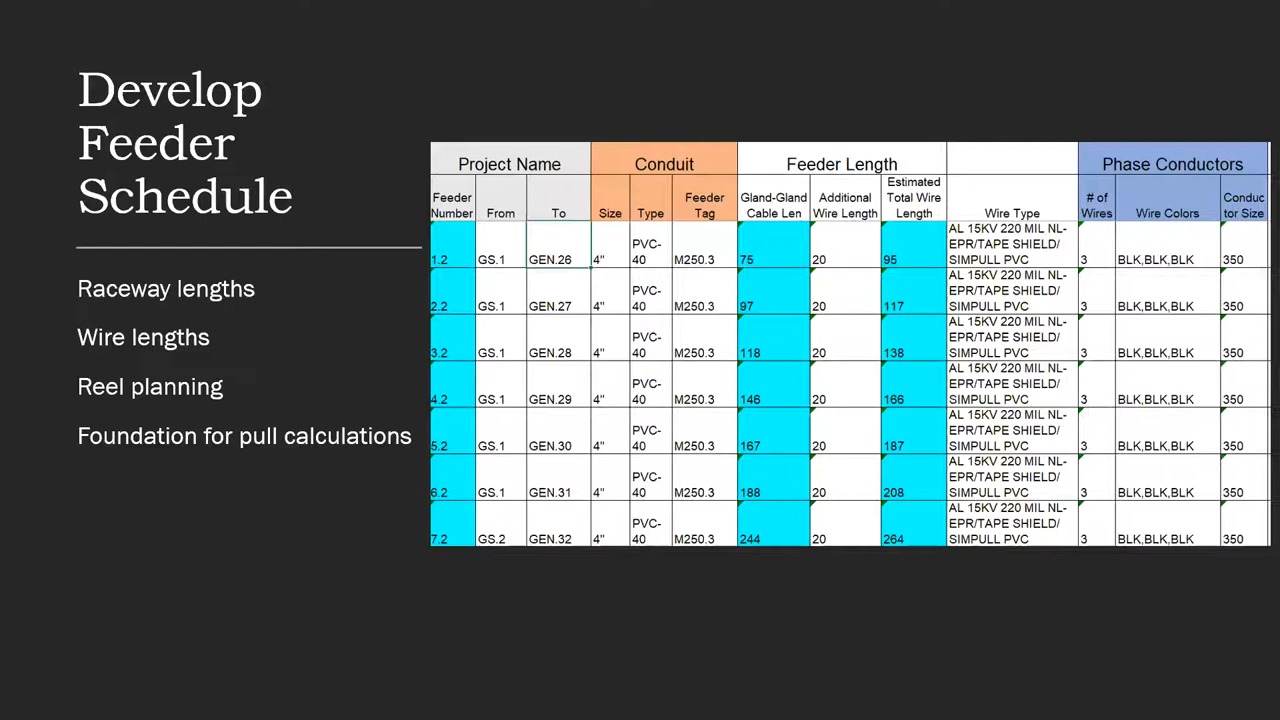 Develop
Feeder
Schedule
Raceway lengths
Wire lengths
Reel planning
Foundation for pull calculations
Project Name Conduit Feeder Length Phase Conductors
Feeder Number From To Size Type Feeder Tag Gland-Gland Cable Len Additional Wire Length Estimated Total Wire Length Wire Type # of Wires Wire Colors Conduc tor Size
1.2 GS.1 GEN.26 4" PVC-40 M250.3 75 20 95 AL 15KV 220 MIL NL-EPR/TAPE SHIELD/ SIMPULL PVC 3 BLK,BLK,BLK 350
2.2 GS.1 GEN.27 4" PVC-40 M250.3 97 20 117 AL 15KV 220 MIL NL-EPR/TAPE SHIELD/ SIMPULL PVC 3 BLK,BLK,BLK 350
3.2 GS.1 GEN.28 4" PVC-40 M250.3 118 20 138 AL 15KV 220 MIL NL-EPR/TAPE SHIELD/ SIMPULL PVC 3 BLK,BLK,BLK 350
4.2 GS.1 GEN.29 4" PVC-40 M250.3 146 20 166 AL 15KV 220 MIL NL-EPR/TAPE SHIELD/ SIMPULL PVC 3 BLK,BLK,BLK 350
5.2 GS.1 GEN.30 4" PVC-40 M250.3 167 20 187 AL 15KV 220 MIL NL-EPR/TAPE SHIELD/ SIMPULL PVC 3 BLK,BLK,BLK 350
6.2 GS.1 GEN.31 4" PVC-40 M250.3 188 20 208 AL 15KV 220 MIL NL-EPR/TAPE SHIELD/ SIMPULL PVC 3 BLK,BLK,BLK 350
7.2 GS.2 GEN.32 4" PVC-40 M250.3 244 20 264 AL 15KV 220 MIL NL-EPR/TAPE SHIELD/ SIMPULL PVC 3 BLK,BLK,BLK 350